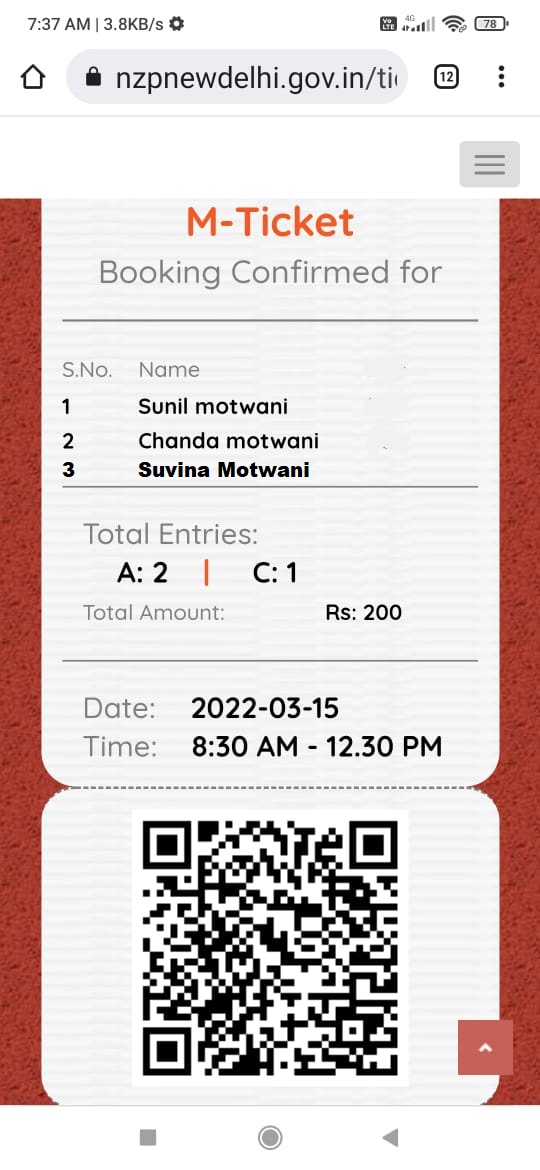 7:37 AM | 3.8KB/s
Vo LTE 4G 78
nzpnewdelhi.gov.in/ti
12
M-Ticket
Booking Confirmed for
S.No. Name
1 Sunil motwani
2 Chanda motwani
3 Suvina Motwani
Total Entries:
A: 2 | C: 1
Total Amount: Rs: 200
Date: 2022-03-15
Time: 8:30 AM - 12.30 PM